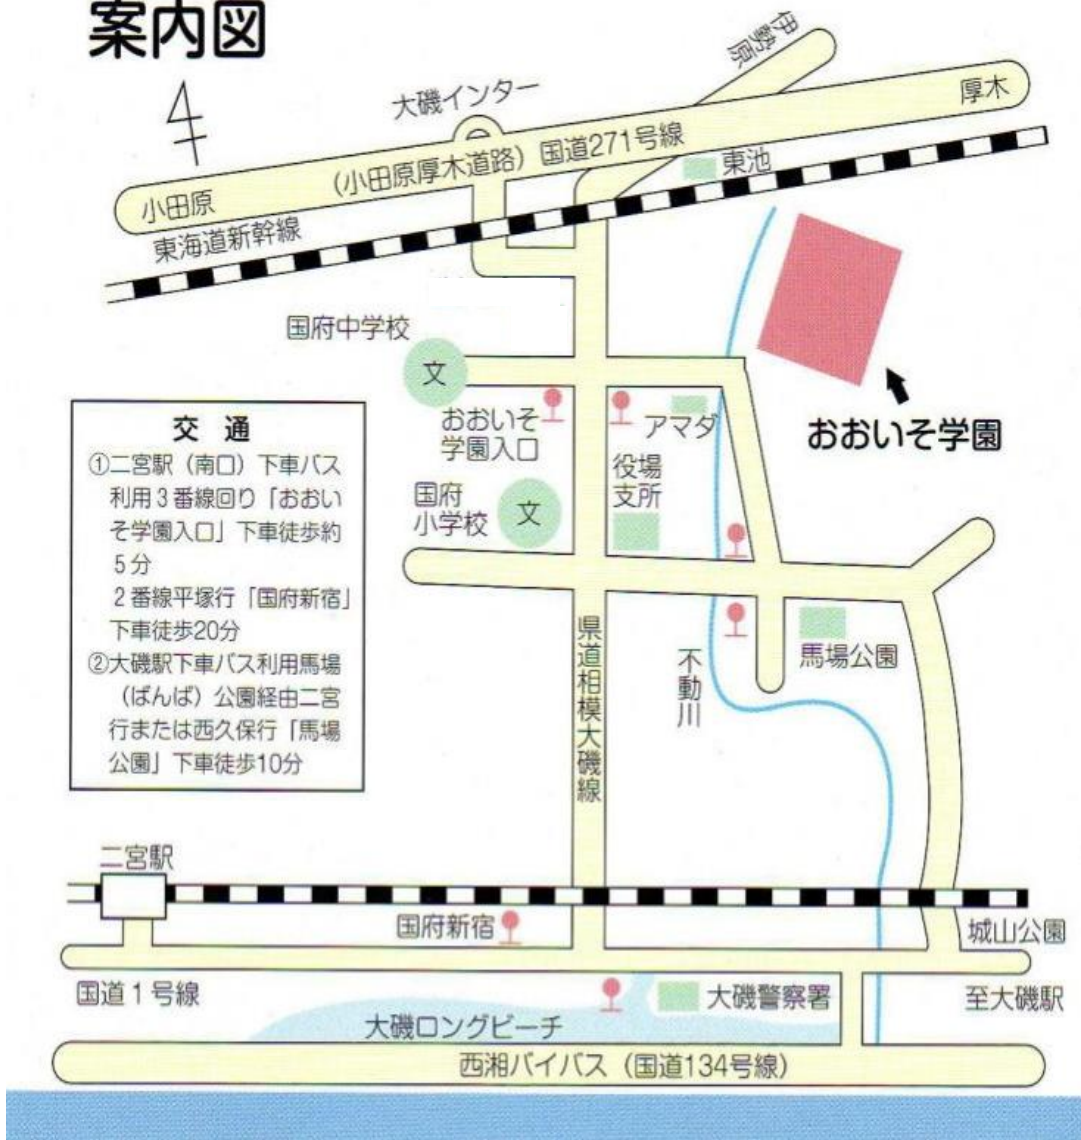 案内図
伊勢原
大磯インター
厚木
(小田原厚木道路)国道271号線
東池
小田原
東海道新幹線
国府中学校
文
おおいそ
学園入口
アマダ
おおいそ学園
交 通
①二宮駅(南口)下車バス
利用3番線回り「おおい
そ学園入口」下車徒歩約
5分
2番線平塚行「国府新宿」
下車徒歩20分
②大磯駅下車バス利用馬場
(ばんば)公園経由二宮
行または西久保行「馬場
公園」下車徒歩10分
役場
支所
国府
小学校
文
県道相模大磯線
不動川
馬場公園
二宮駅
国府新宿
城山公園
国道1号線
大磯警察署
至大磯駅
大磯ロングビーチ
西湘バイバス(国道134号線)